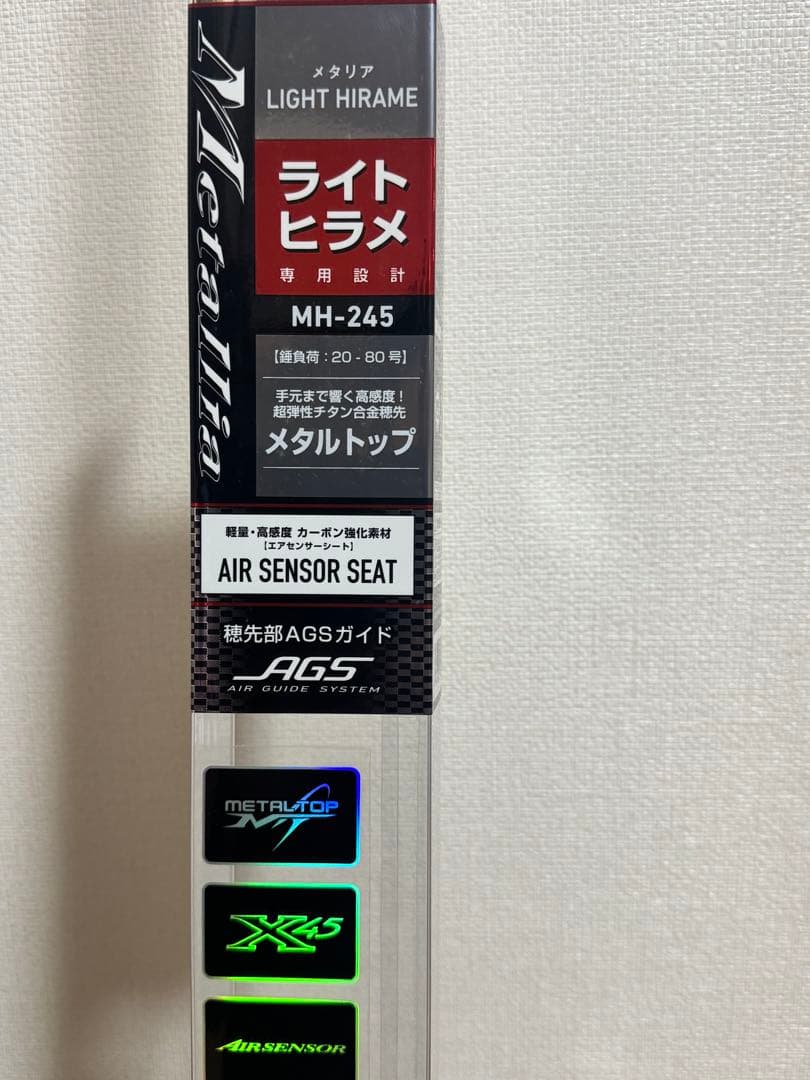 Metallia
メタリア
LIGHT HIRAME
ライト
ヒラメ
専用設計
MH-245
【錘負荷：20-80号】
手元まで響く高感度！
超弾性チタン合金穂先
メタルトップ
軽量・高感度 カーボン強化素材
【エアセンサーシート】
AIR SENSOR SEAT
穂先部AGSガイド
AGS
AIR GUIDE SYSTEM
METAL TOP
MT
X45
AIRSENSOR